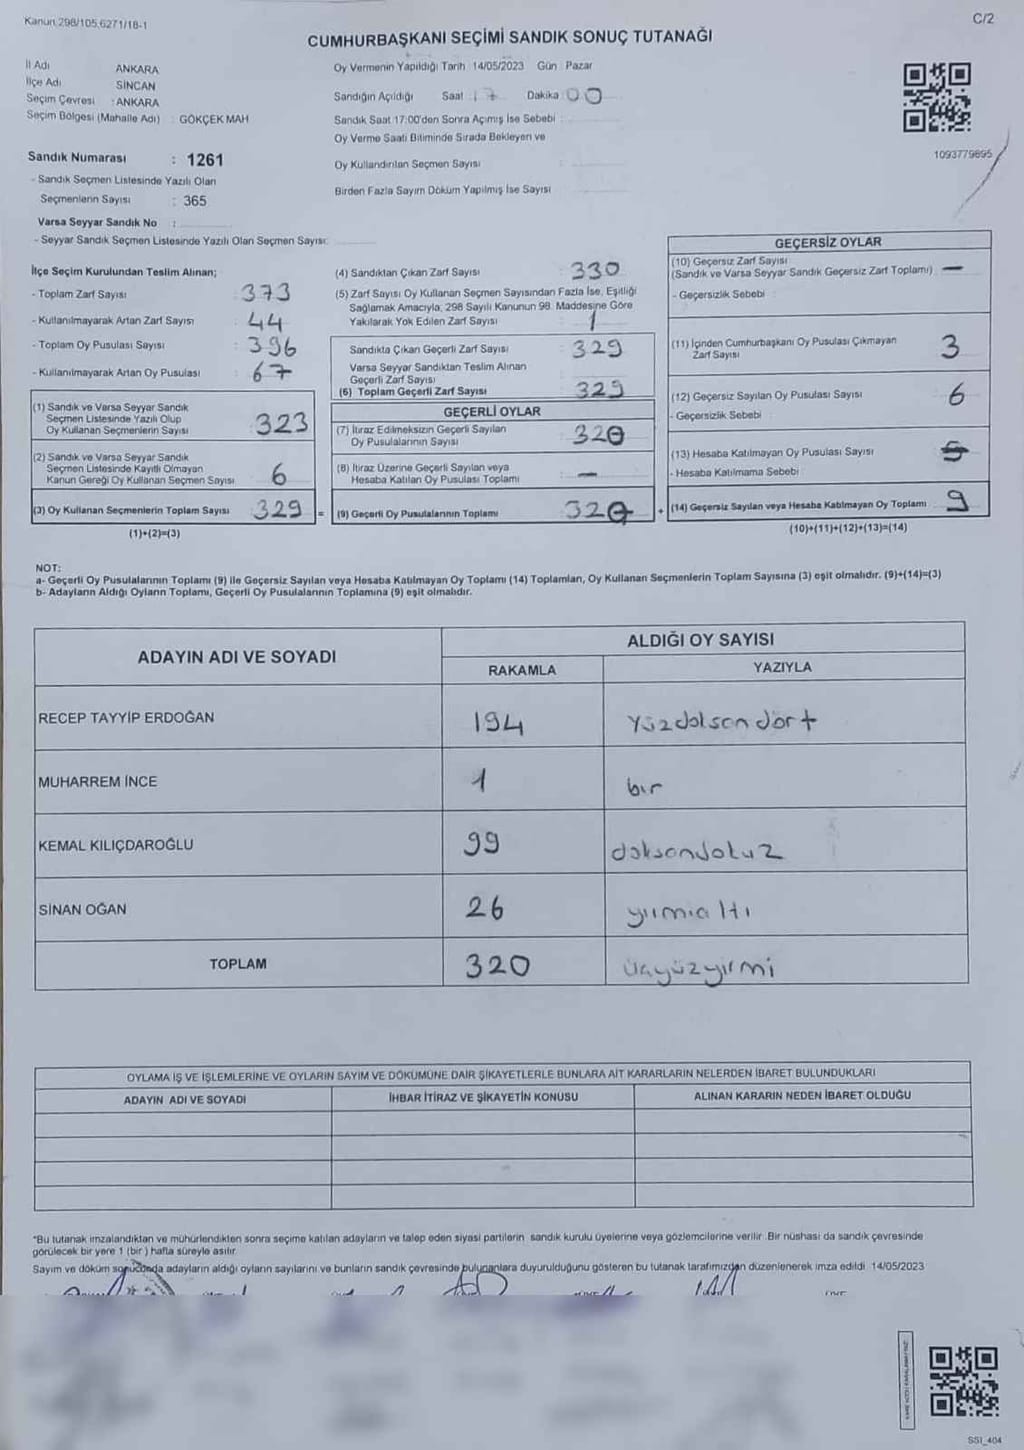 Kanun 298/105,6271/18-1
C/2
CUMHURBAŞKANI SEÇİMİ SANDIK SONUÇ TUTANAĞI
İl Adı ANKARA
İlçe Adı SİNCAN
Seçim Çevresi : ANKARA
Seçim Bölgesi (Mahalle Adı) : GÖKÇEK MAH
Oy Vermenin Yapıldığı Tarih 14/05/2023 Gün Pazar
Sandığın Açıldığı Saat : 17 Dakika : 00
Sandık Saat 17:00'den Sonra Açımış İse Sebebi :
Oy Verme Saati Bitiminde Sırada Bekleyen ve
Oy Kullandırılan Seçmen Sayısı :
Birden Fazla Sayım Döküm Yapılmış İse Sayısı
1093779895
Sandık Numarası : 1261
- Sandık Seçmen Listesinde Yazılı Olan
Seçmenlerin Sayısı : 365
Varsa Seyyar Sandık No :
- Seyyar Sandık Seçmen Listesinde Yazılı Olan Seçmen Sayısı:
İlçe Seçim Kurulundan Teslim Alınan;
- Toplam Zarf Sayısı : 373
- Kullanılmayarak Artan Zarf Sayısı : 44
- Toplam Oy Pusulası Sayısı : 396
- Kullanılmayarak Artan Oy Pusulası : 67
(1) Sandık ve Varsa Seyyar Sandık
Seçmen Listesinde Yazılı Olup
Oy Kullanan Seçmenlerin Sayısı 323
(2) Sandık ve Varsa Seyyar Sandık
Seçmen Listesinde Kayıtlı Olmayan
Kanun Gereği Oy Kullanan Seçmen Sayısı 6
(3) Oy Kullanan Seçmenlerin Toplam Sayısı 329 =
(1)+(2)=(3)
(4) Sandıktan Çıkan Zarf Sayısı : 330
(5) Zarf Sayısı Oy Kullanan Seçmen Sayısından Fazla İse, Eşitliği
Sağlamak Amacıyla, 298 Sayılı Kanunun 98. Maddesine Göre
Yakılarak Yok Edilen Zarf Sayısı : 1
Sandıkta Çıkan Geçerli Zarf Sayısı : 329
Varsa Seyyar Sandıktan Teslim Alınan
Geçerli Zarf Sayısı
(6) Toplam Geçerli Zarf Sayısı : 329
GEÇERLİ OYLAR
(7) İtiraz Edilmeksizin Geçerli Sayılan
Oy Pusulalarının Sayısı : 320
(8) İtiraz Üzerine Geçerli Sayılan veya
Hesaba Katılan Oy Pusulası Toplamı : —
(9) Geçerli Oy Pusulalarının Toplamı 320 +
GEÇERSİZ OYLAR
(10) Geçersiz Zarf Sayısı
(Sandık ve Varsa Seyyar Sandık Geçersiz Zarf Toplamı) —
- Geçersizlik Sebebi :
(11) İçinden Cumhurbaşkanı Oy Pusulası Çıkmayan
Zarf Sayısı 3
(12) Geçersiz Sayılan Oy Pusulası Sayısı 6
- Geçersizlik Sebebi :
(13) Hesaba Katılmayan Oy Pusulası Sayısı
- Hesaba Katılmama Sebebi :
(14) Geçersiz Sayılan veya Hesaba Katılmayan Oy Toplamı 9
(10)+(11)+(12)+(13)=(14)
NOT:
a- Geçerli Oy Pusulalarının Toplamı (9) ile Geçersiz Sayılan veya Hesaba Katılmayan Oy Toplamı (14) Toplamları, Oy Kullanan Seçmenlerin Toplam Sayısına (3) eşit olmalıdır. (9)+(14)=(3)
b- Adayların Aldığı Oyların Toplamı, Geçerli Oy Pusulalarının Toplamına (9) eşit olmalıdır.
ADAYIN ADI VE SOYADI
ALDIĞI OY SAYISI
RAKAMLA YAZIYLA
RECEP TAYYİP ERDOĞAN 194 Yüzdoksan dört
MUHARREM İNCE 1 bir
KEMAL KILIÇDAROĞLU 99 doksandokuz
SİNAN OĞAN 26 yirmialtı
TOPLAM 320 üçyüzyirmi
OYLAMA İŞ VE İŞLEMLERİNE VE OYLARIN SAYIM VE DÖKÜMÜNE DAİR ŞİKAYETLERLE BUNLARA AİT KARARLARIN NELERDEN İBARET BULUNDUKLARI
ADAYIN ADI VE SOYADI İHBAR İTİRAZ VE ŞİKAYETİN KONUSU ALINAN KARARIN NEDEN İBARET OLDUĞU
*Bu tutanak imzalandıktan ve mühürlendikten sonra seçime katılan adayların ve talep eden siyasi partilerin sandık kurulu üyelerine veya gözlemcilerine verilir. Bir nüshası da sandık çevresinde
görülecek bir yere 1 (bir) hafta süreyle asılır.
Sayım ve döküm sonucunda adayların aldığı oyların sayılarını ve bunların sandık çevresinde bulunanlara duyurulduğunu gösteren bu tutanak tarafımızdan düzenlenerek imza edildi 14/05/2023
SSI_404